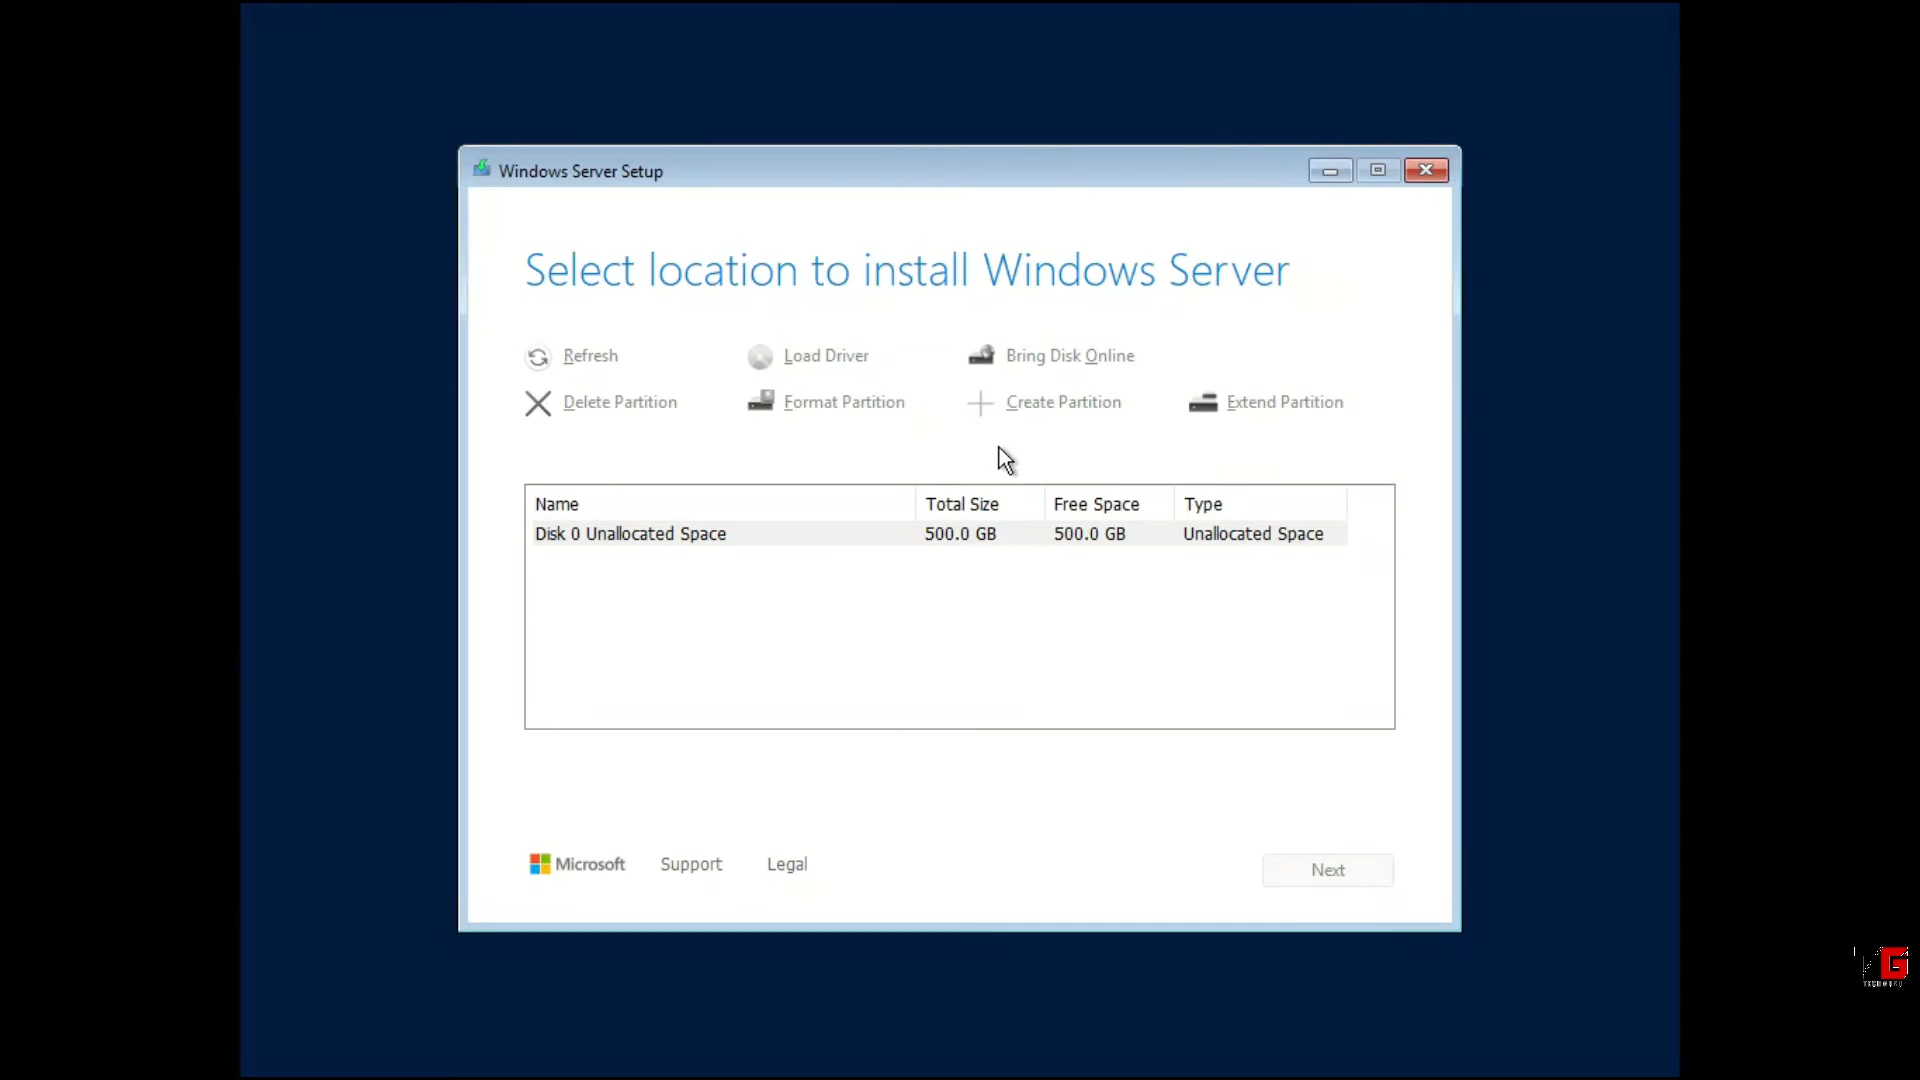 Windows Server Setup
Select location to install Windows Server
Refresh Load Driver Bring Disk Online
Delete Partition Format Partition Create Partition Extend Partition
Name Total Size Free Space Type
Disk 0 Unallocated Space 500.0 GB 500.0 GB Unallocated Space
Microsoft Support Legal Next